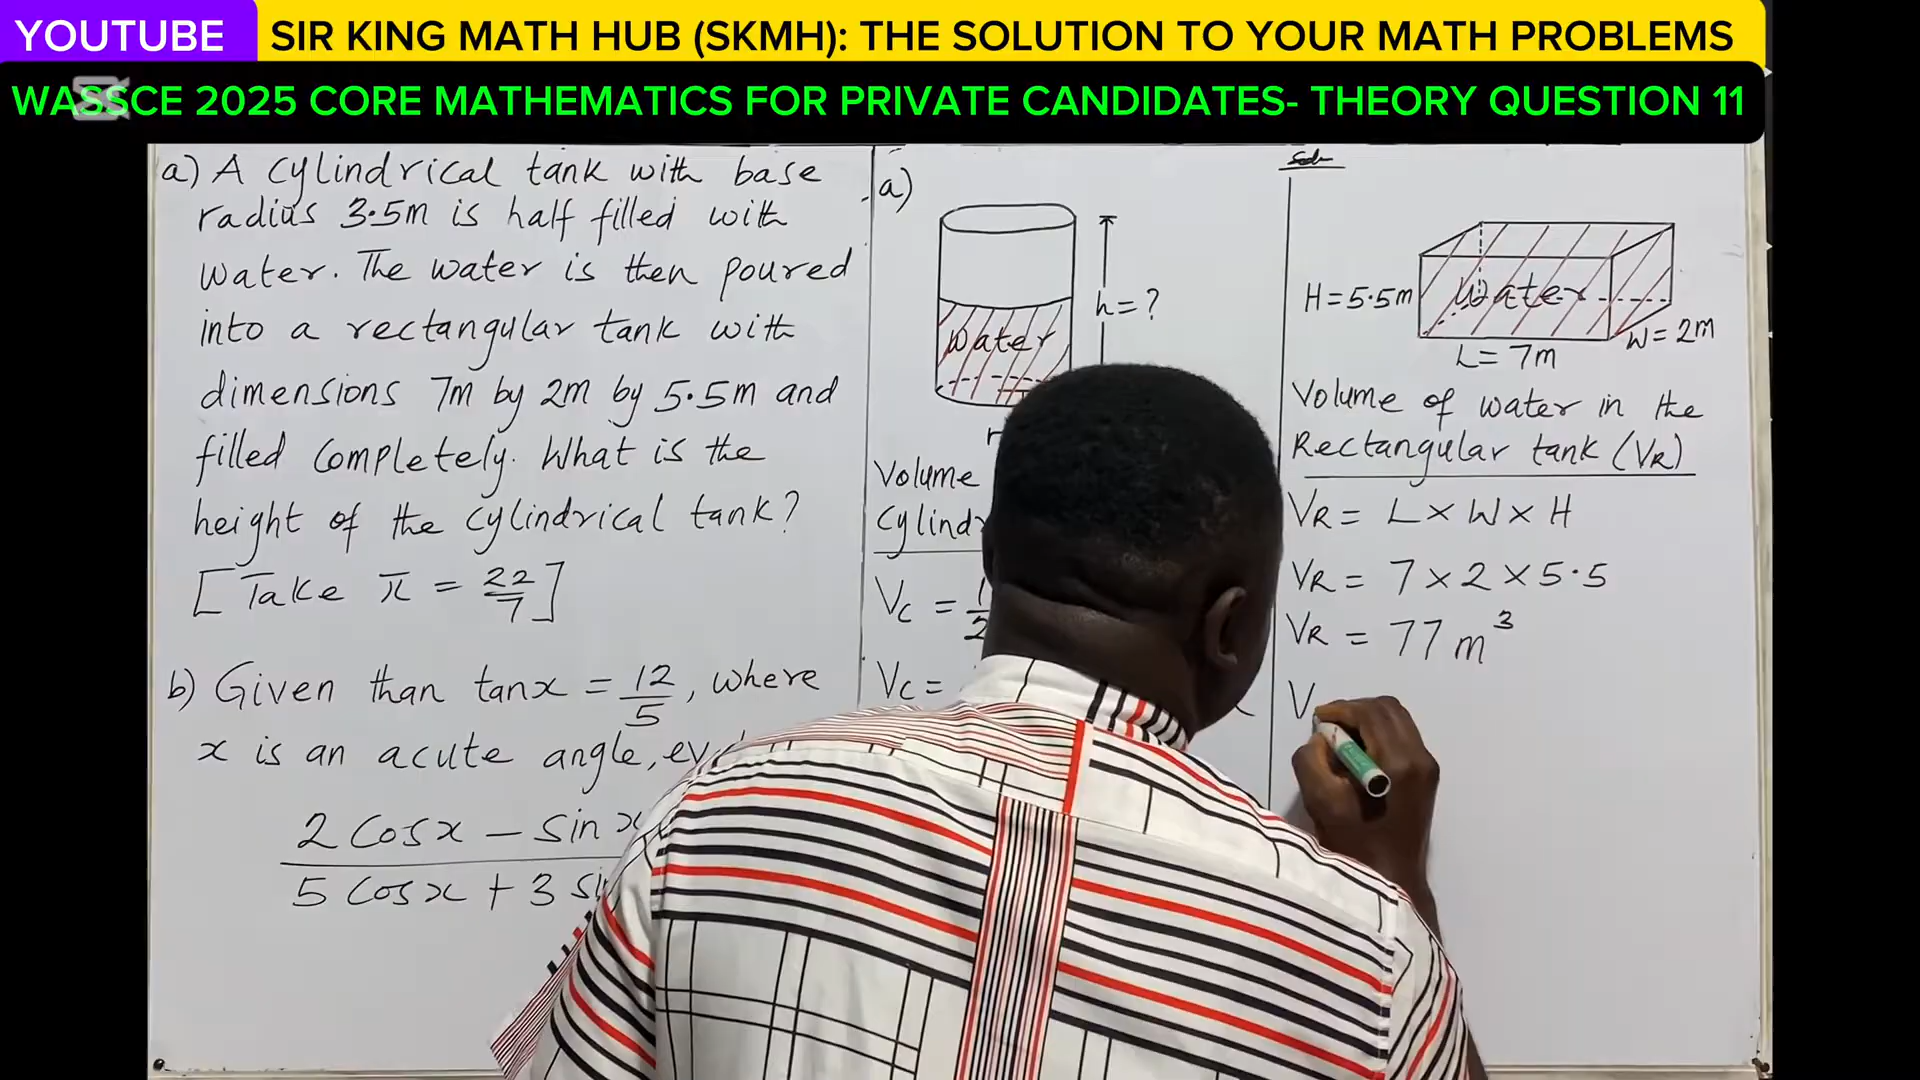 YOUTUBE
SIR KING MATH HUB (SKMH): THE SOLUTION TO YOUR MATH PROBLEMS
WASSCE 2025 CORE MATHEMATICS FOR PRIVATE CANDIDATES- THEORY QUESTION 11
a) A cylindrical tank with base
radius 3.5m is half filled with
water. The water is then poured
into a rectangular tank with
dimensions 7m by 2m by 5.5m and
filled completely. What is the
height of the cylindrical tank?
[Take π = 22/7]
b) Given than tanx = 12/5, where
x is an acute angle,
2 cosx − sin x
5 cosx + 3
a)
h = ?
water
Volume
VC = 1/2
VC =
Soln
H = 5.5m
water
W = 2m
L = 7m
Volume of water in the
Rectangular tank (VR)
VR = L × W × H
VR = 7 × 2 × 5.5
VR = 77 m³
V